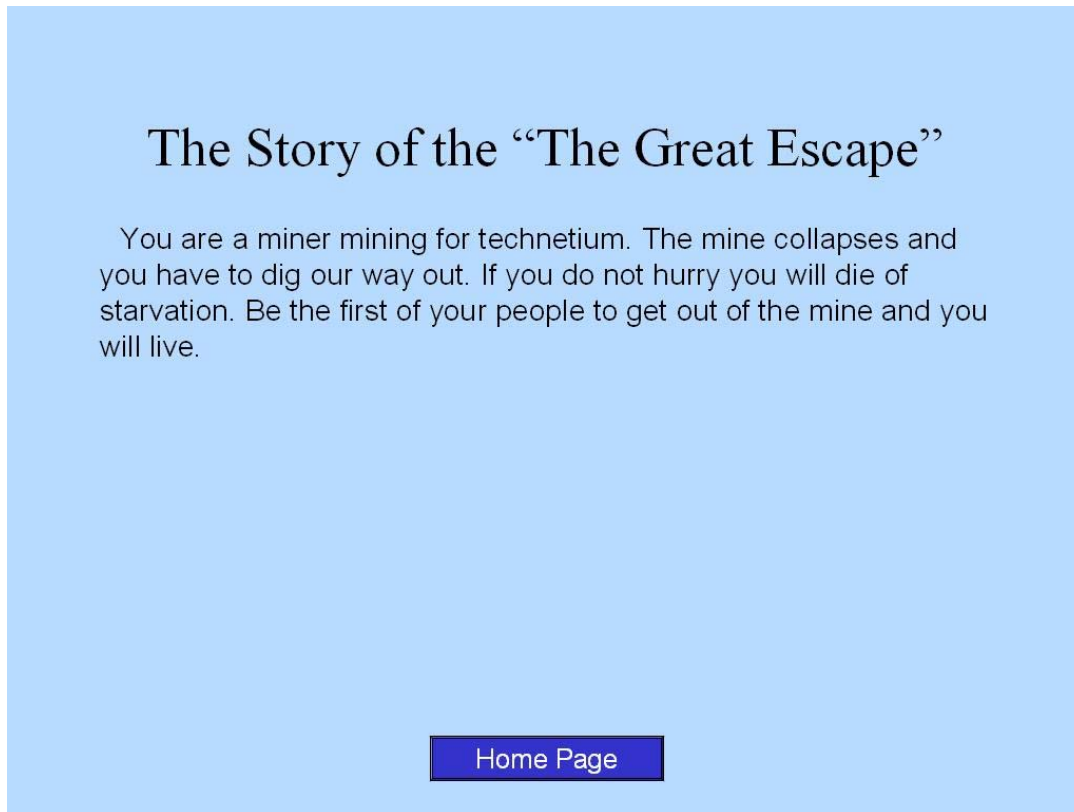 The Story of the “The Great Escape”
You are a miner mining for technetium. The mine collapses and
you have to dig our way out. If you do not hurry you will die of
starvation. Be the first of your people to get out of the mine and you
will live.
Home Page